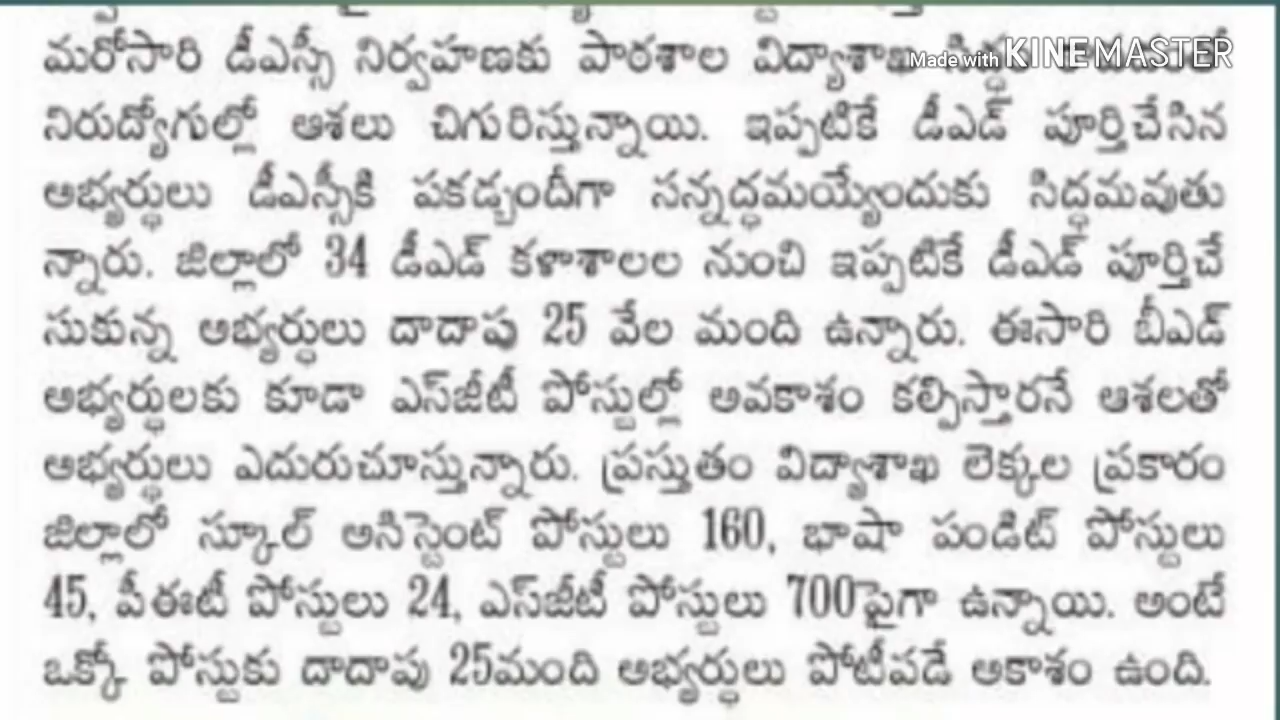 మరోసారి డీఎస్సీ నిర్వహణకు పాఠశాల విద్యాశాఖ
Made with KINEMASTER
నిరుద్యోగుల్లో ఆశలు చిగురిస్తున్నాయి. ఇప్పటికే డీఎడ్ పూర్తిచేసిన
అభ్యర్థులు డీఎస్సీకి పకడ్బందీగా సన్నద్ధమయ్యేందుకు సిద్ధమవుతు
న్నారు. జిల్లాలో 34 డీఎడ్ కళాశాలల నుంచి ఇప్పటికే డీఎడ్ పూర్తిచే
సుకున్న అభ్యర్థులు దాదాపు 25 వేల మంది ఉన్నారు. ఈసారి బీఎడ్
అభ్యర్థులకు కూడా ఎస్‌జీటీ పోస్టుల్లో అవకాశం కల్పిస్తారనే ఆశలతో
అభ్యర్థులు ఎదురుచూస్తున్నారు. ప్రస్తుతం విద్యాశాఖ లెక్కల ప్రకారం
జిల్లాలో స్కూల్ అసిస్టెంట్ పోస్టులు 160, భాషా పండిట్ పోస్టులు
45, పీఈటీ పోస్టులు 24, ఎస్‌జీటీ పోస్టులు 700పైగా ఉన్నాయి. అంటే
ఒక్కో పోస్టుకు దాదాపు 25మంది అభ్యర్థులు పోటీపడే ఆకాశం ఉంది.